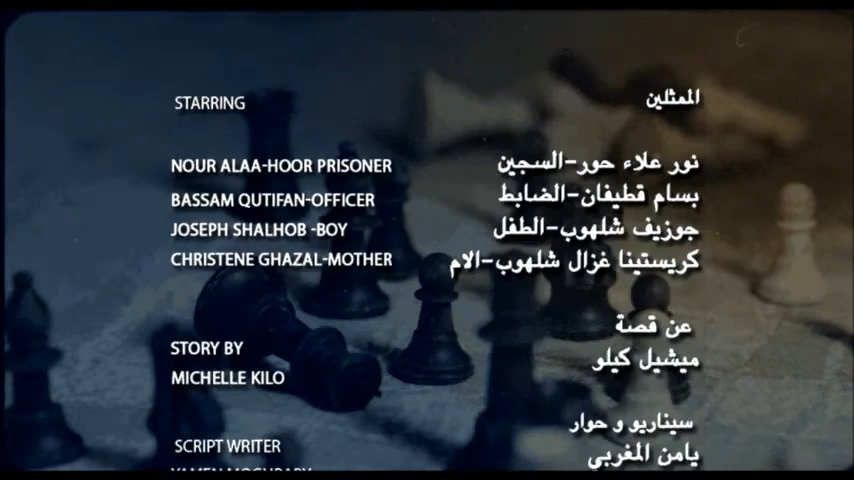 STARRING
الممثلين
NOUR ALAA-HOOR PRISONER
نور علاء حور-السجين
BASSAM QUTIFAN-OFFICER
بسام قطيفان-الضابط
JOSEPH SHALHOB -BOY
جوزيف شلهوب-الطفل
CHRISTENE GHAZAL-MOTHER
كريستينا غزال شلهوب-الام
عن قصة
STORY BY
ميشيل كيلو
MICHELLE KILO
سيناريو و حوار
SCRIPT WRITER
يامن المغربي